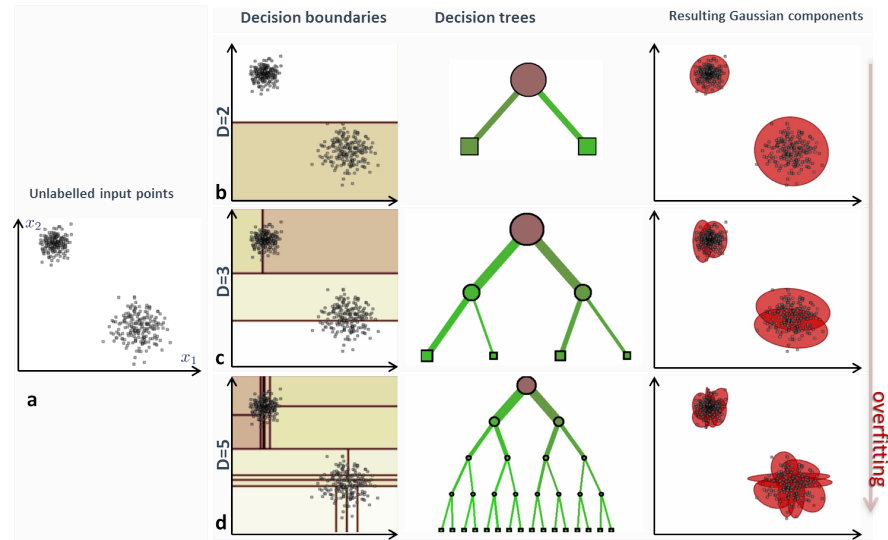 Decision boundaries
Decision trees
Resulting Gaussian components
D=2
b
Unlabelled input points
x₂
x₁
a
D=3
c
D=5
d
overfitting